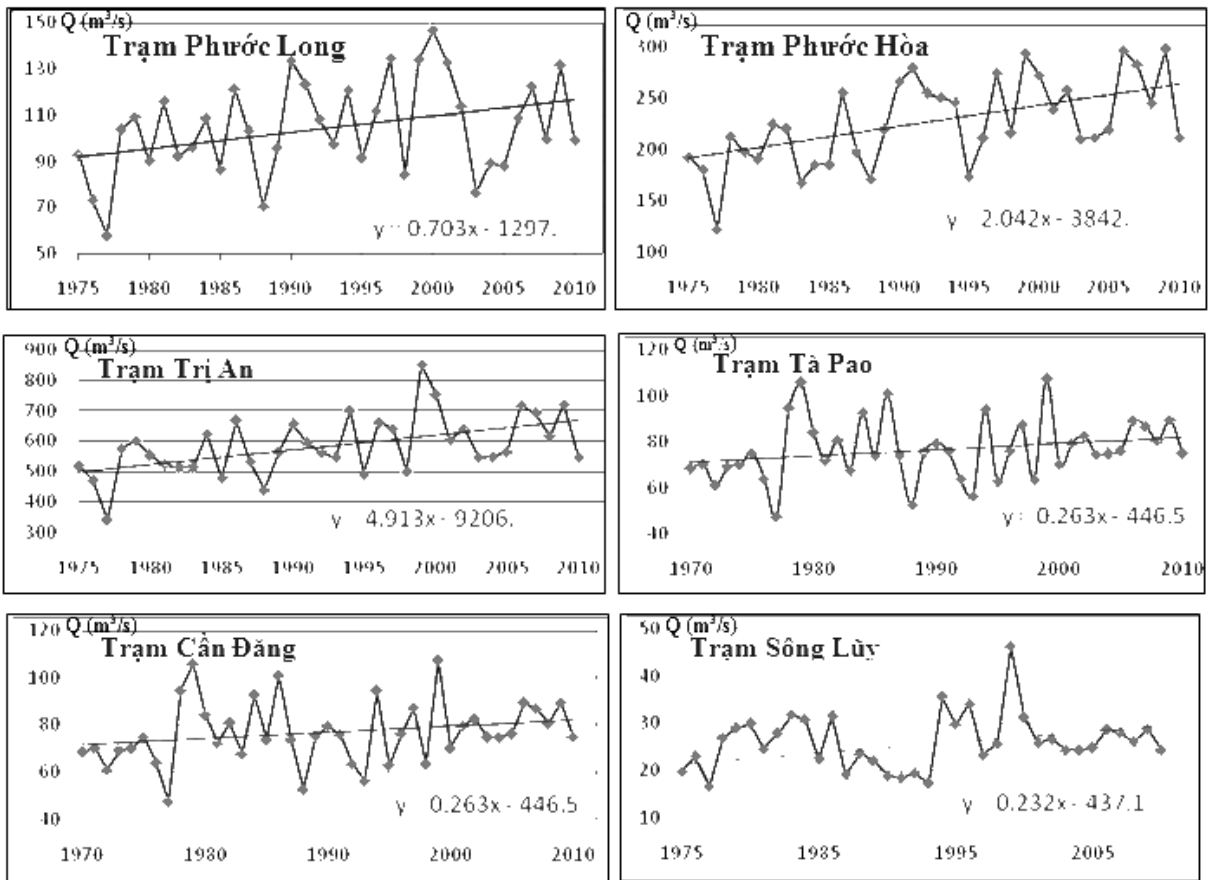 Q (m³/s)
Trạm Phước Long
150
130
110
90
70
50
y = 0.703x - 1297.
1975 1980 1985 1990 1995 2000 2005 2010
Q (m³/s)
Trạm Phước Hòa
300
250
200
150
100
y 2.042x - 3842.
1975 1980 1985 1990 1995 2000 2005 2010
Q (m³/s)
Trạm Trị An
900
800
700
600
500
400
300
y 4.913x - 9206.
1975 1980 1985 1990 1995 2000 2005 2010
Q (m³/s)
Trạm Tà Pao
120
100
80
60
40
y = 0.263x - 446.5
1970 1980 1990 2000 2010
Q (m³/s)
Trạm Cần Đăng
120
100
80
60
40
y 0.263x - 446.5
1970 1980 1990 2000 2010
Q (m³/s)
Trạm Sông Lũy
50
40
30
20
10
y 0.232x - 437.1
1975 1985 1995 2005